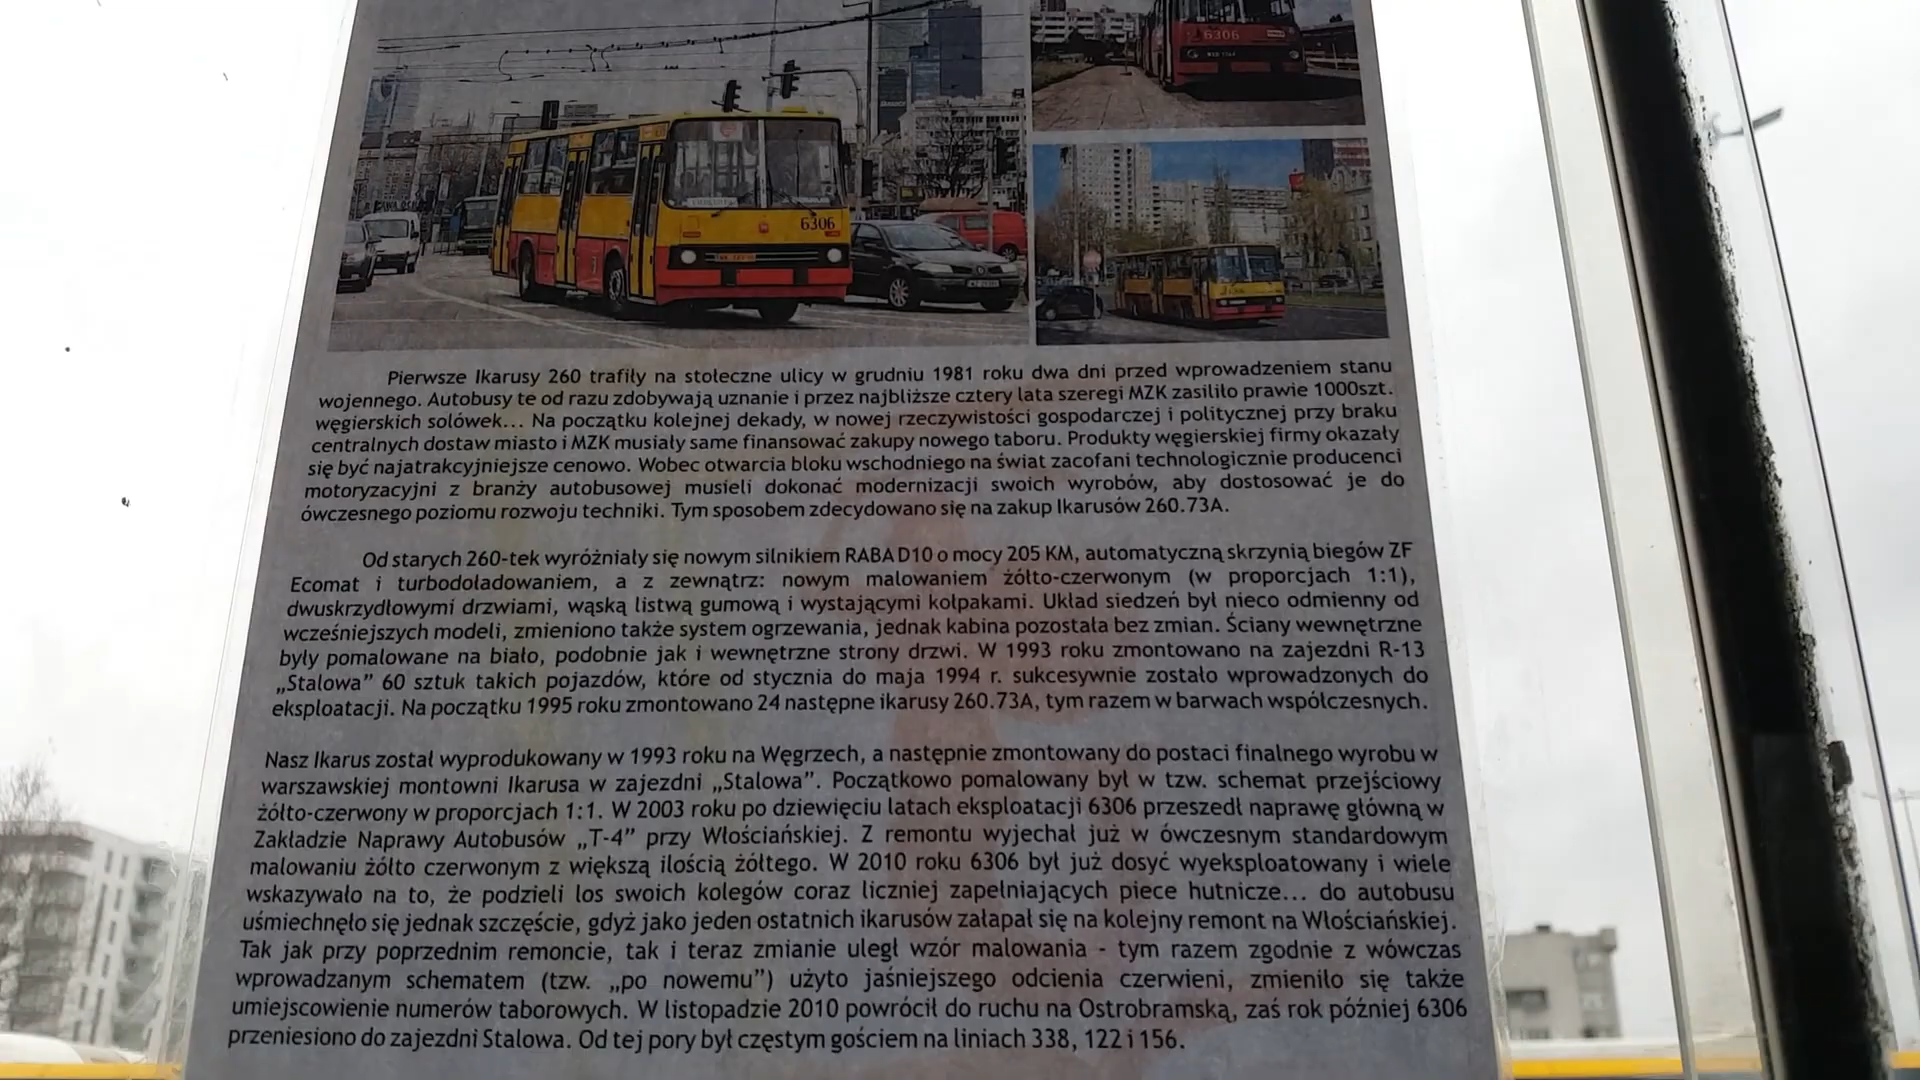 6306
6306
Pierwsze Ikarusy 260 trafiły na stołeczne ulicy w grudniu 1981 roku dwa dni przed wprowadzeniem stanu
wojennego. Autobusy te od razu zdobywają uznanie i przez najbliższe cztery lata szeregi MZK zasiliło prawie 1000szt.
węgierskich solówek... Na początku kolejnej dekady, w nowej rzeczywistości gospodarczej i politycznej przy braku
centralnych dostaw miasto i MZK musiały same finansować zakupy nowego taboru. Produkty węgierskiej firmy okazały
się być najatrakcyjniejsze cenowo. Wobec otwarcia bloku wschodniego na świat zacofani technologicznie producenci
motoryzacyjni z branży autobusowej musieli dokonać modernizacji swoich wyrobów, aby dostosować je do
ówczesnego poziomu rozwoju techniki. Tym sposobem zdecydowano się na zakup Ikarusów 260.73A.
Od starych 260-tek wyróżniały się nowym silnikiem RABA D10 o mocy 205 KM, automatyczną skrzynią biegów ZF
Ecomat i turbodoładowaniem, a z zewnątrz: nowym malowaniem żółto-czerwonym (w proporcjach 1:1),
dwuskrzydłowymi drzwiami, wąską listwą gumową i wystającymi kołpakami. Układ siedzeń był nieco odmienny od
wcześniejszych modeli, zmieniono także system ogrzewania, jednak kabina pozostała bez zmian. Ściany wewnętrzne
były pomalowane na biało, podobnie jak i wewnętrzne strony drzwi. W 1993 roku zmontowano na zajezdni R-13
„Stalowa” 60 sztuk takich pojazdów, które od stycznia do maja 1994 r. sukcesywnie zostało wprowadzonych do
eksploatacji. Na początku 1995 roku zmontowano 24 następne ikarusy 260.73A, tym razem w barwach współczesnych.
Nasz Ikarus został wyprodukowany w 1993 roku na Węgrzech, a następnie zmontowany do postaci finalnego wyrobu w
warszawskiej montowni Ikarusa w zajezdni „Stalowa”. Początkowo pomalowany był w tzw. schemat przejściowy
żółto-czerwony w proporcjach 1:1. W 2003 roku po dziewięciu latach eksploatacji 6306 przeszedł naprawę główną w
Zakładzie Naprawy Autobusów „T-4” przy Włościańskiej. Z remontu wyjechał już w ówczesnym standardowym
malowaniu żółto czerwonym z większą ilością żółtego. W 2010 roku 6306 był już dosyć wyeksploatowany i wiele
wskazywało na to, że podzieli los swoich kolegów coraz liczniej zapełniających piece hutnicze... do autobusu
uśmiechnęło się jednak szczęście, gdyż jako jeden ostatnich ikarusów załapał się na kolejny remont na Włościańskiej.
Tak jak przy poprzednim remoncie, tak i teraz zmianie uległ wzór malowania - tym razem zgodnie z wówczas
wprowadzanym schematem (tzw. „po nowemu”) użyto jaśniejszego odcienia czerwieni, zmieniło się także
umiejscowienie numerów taborowych. W listopadzie 2010 powrócił do ruchu na Ostrobramską, zaś rok później 6306
przeniesiono do zajezdni Stalowa. Od tej pory był częstym gościem na liniach 338, 122 i 156.